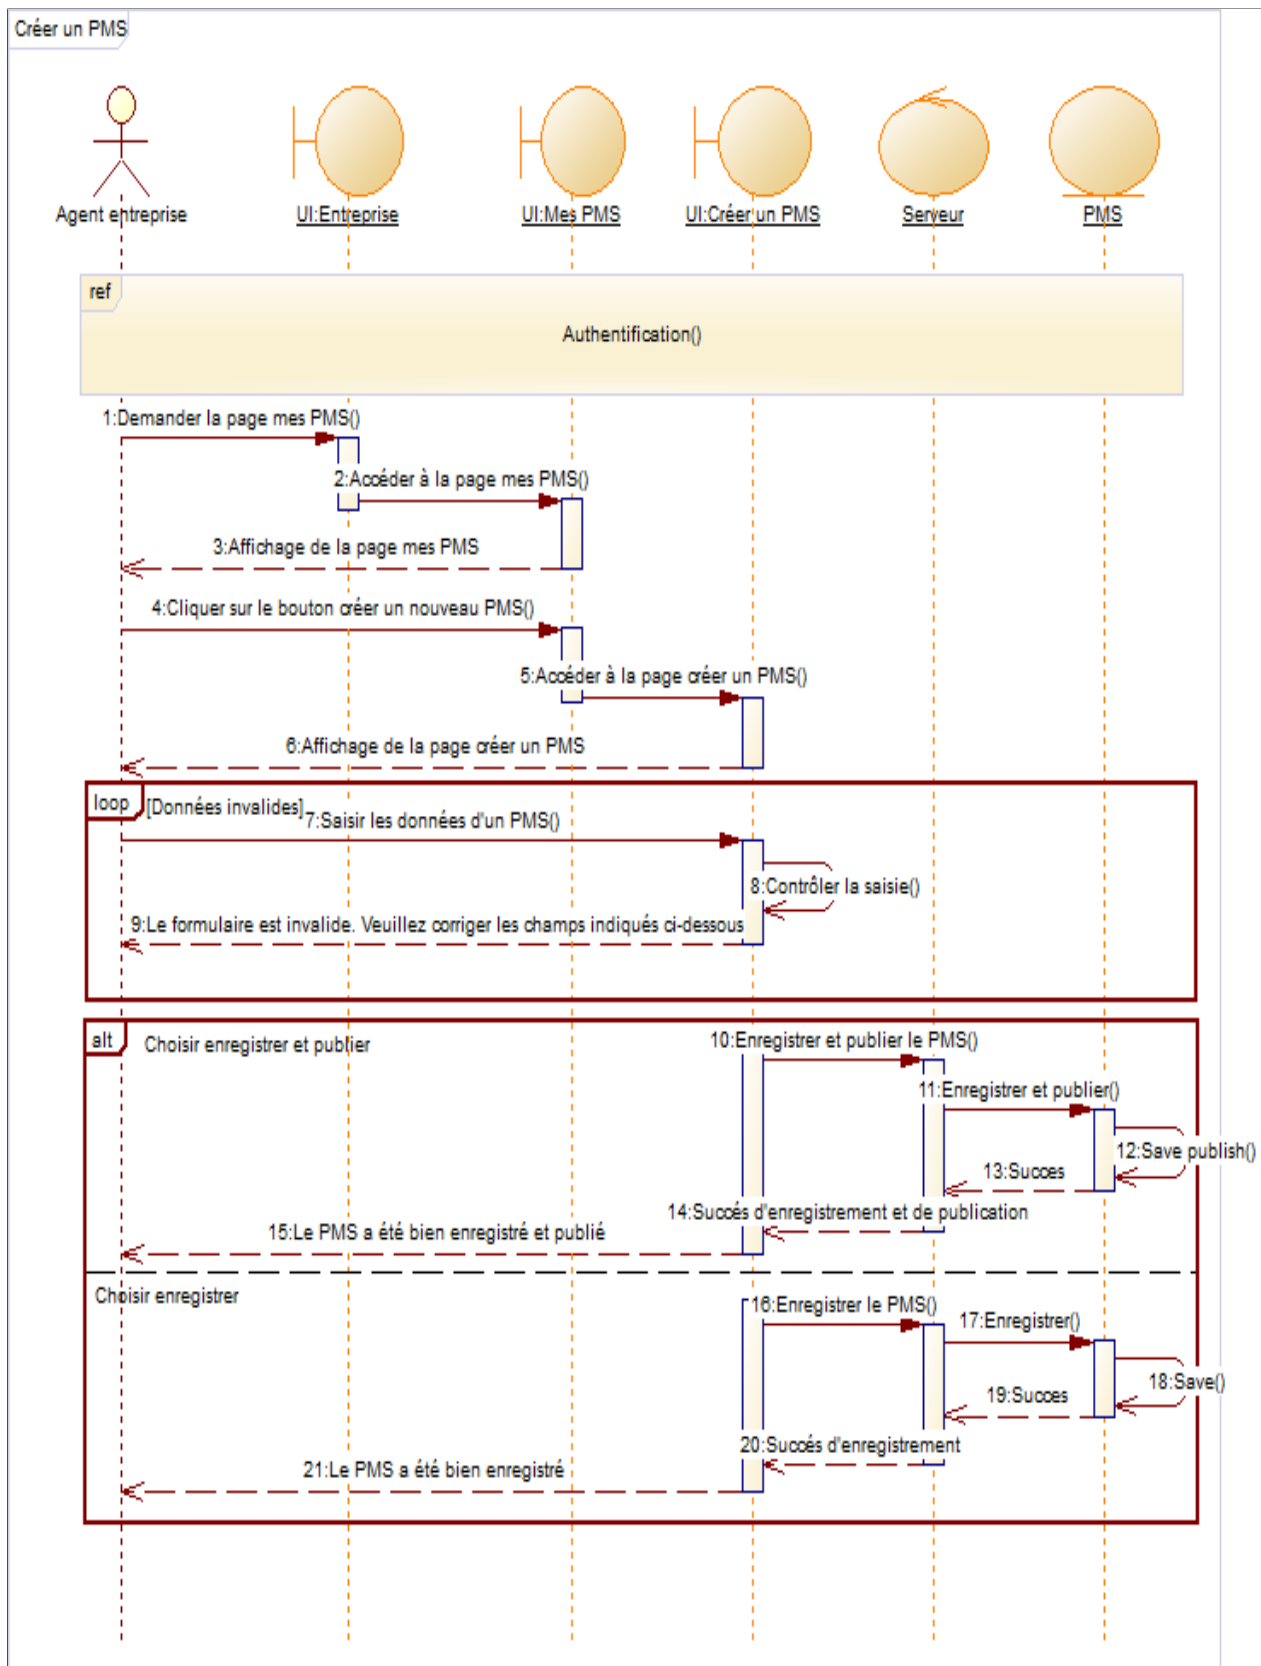 Créer un PMS
Agent entreprise
UI:Entreprise
UI:Mes PMS
UI:Créer un PMS
Serveur
PMS
ref
Authentification()
1:Demander la page mes PMS()
2:Accéder à la page mes PMS()
3:Affichage de la page mes PMS
4:Cliquer sur le bouton créer un nouveau PMS()
5:Accéder à la page créer un PMS()
6:Affichage de la page créer un PMS
loop
[Données invalides]
7:Saisir les données d'un PMS()
8:Contrôler la saisie()
9:Le formulaire est invalide. Veuillez corriger les champs indiqués ci-dessous
alt
Choisir enregistrer et publier
10:Enregistrer et publier le PMS()
11:Enregistrer et publier()
12:Save publish()
13:Succes
14:Succés d'enregistrement et de publication
15:Le PMS a été bien enregistré et publié
Choisir enregistrer
16:Enregistrer le PMS()
17:Enregistrer()
18:Save()
19:Succes
20:Succés d'enregistrement
21:Le PMS a été bien enregistré